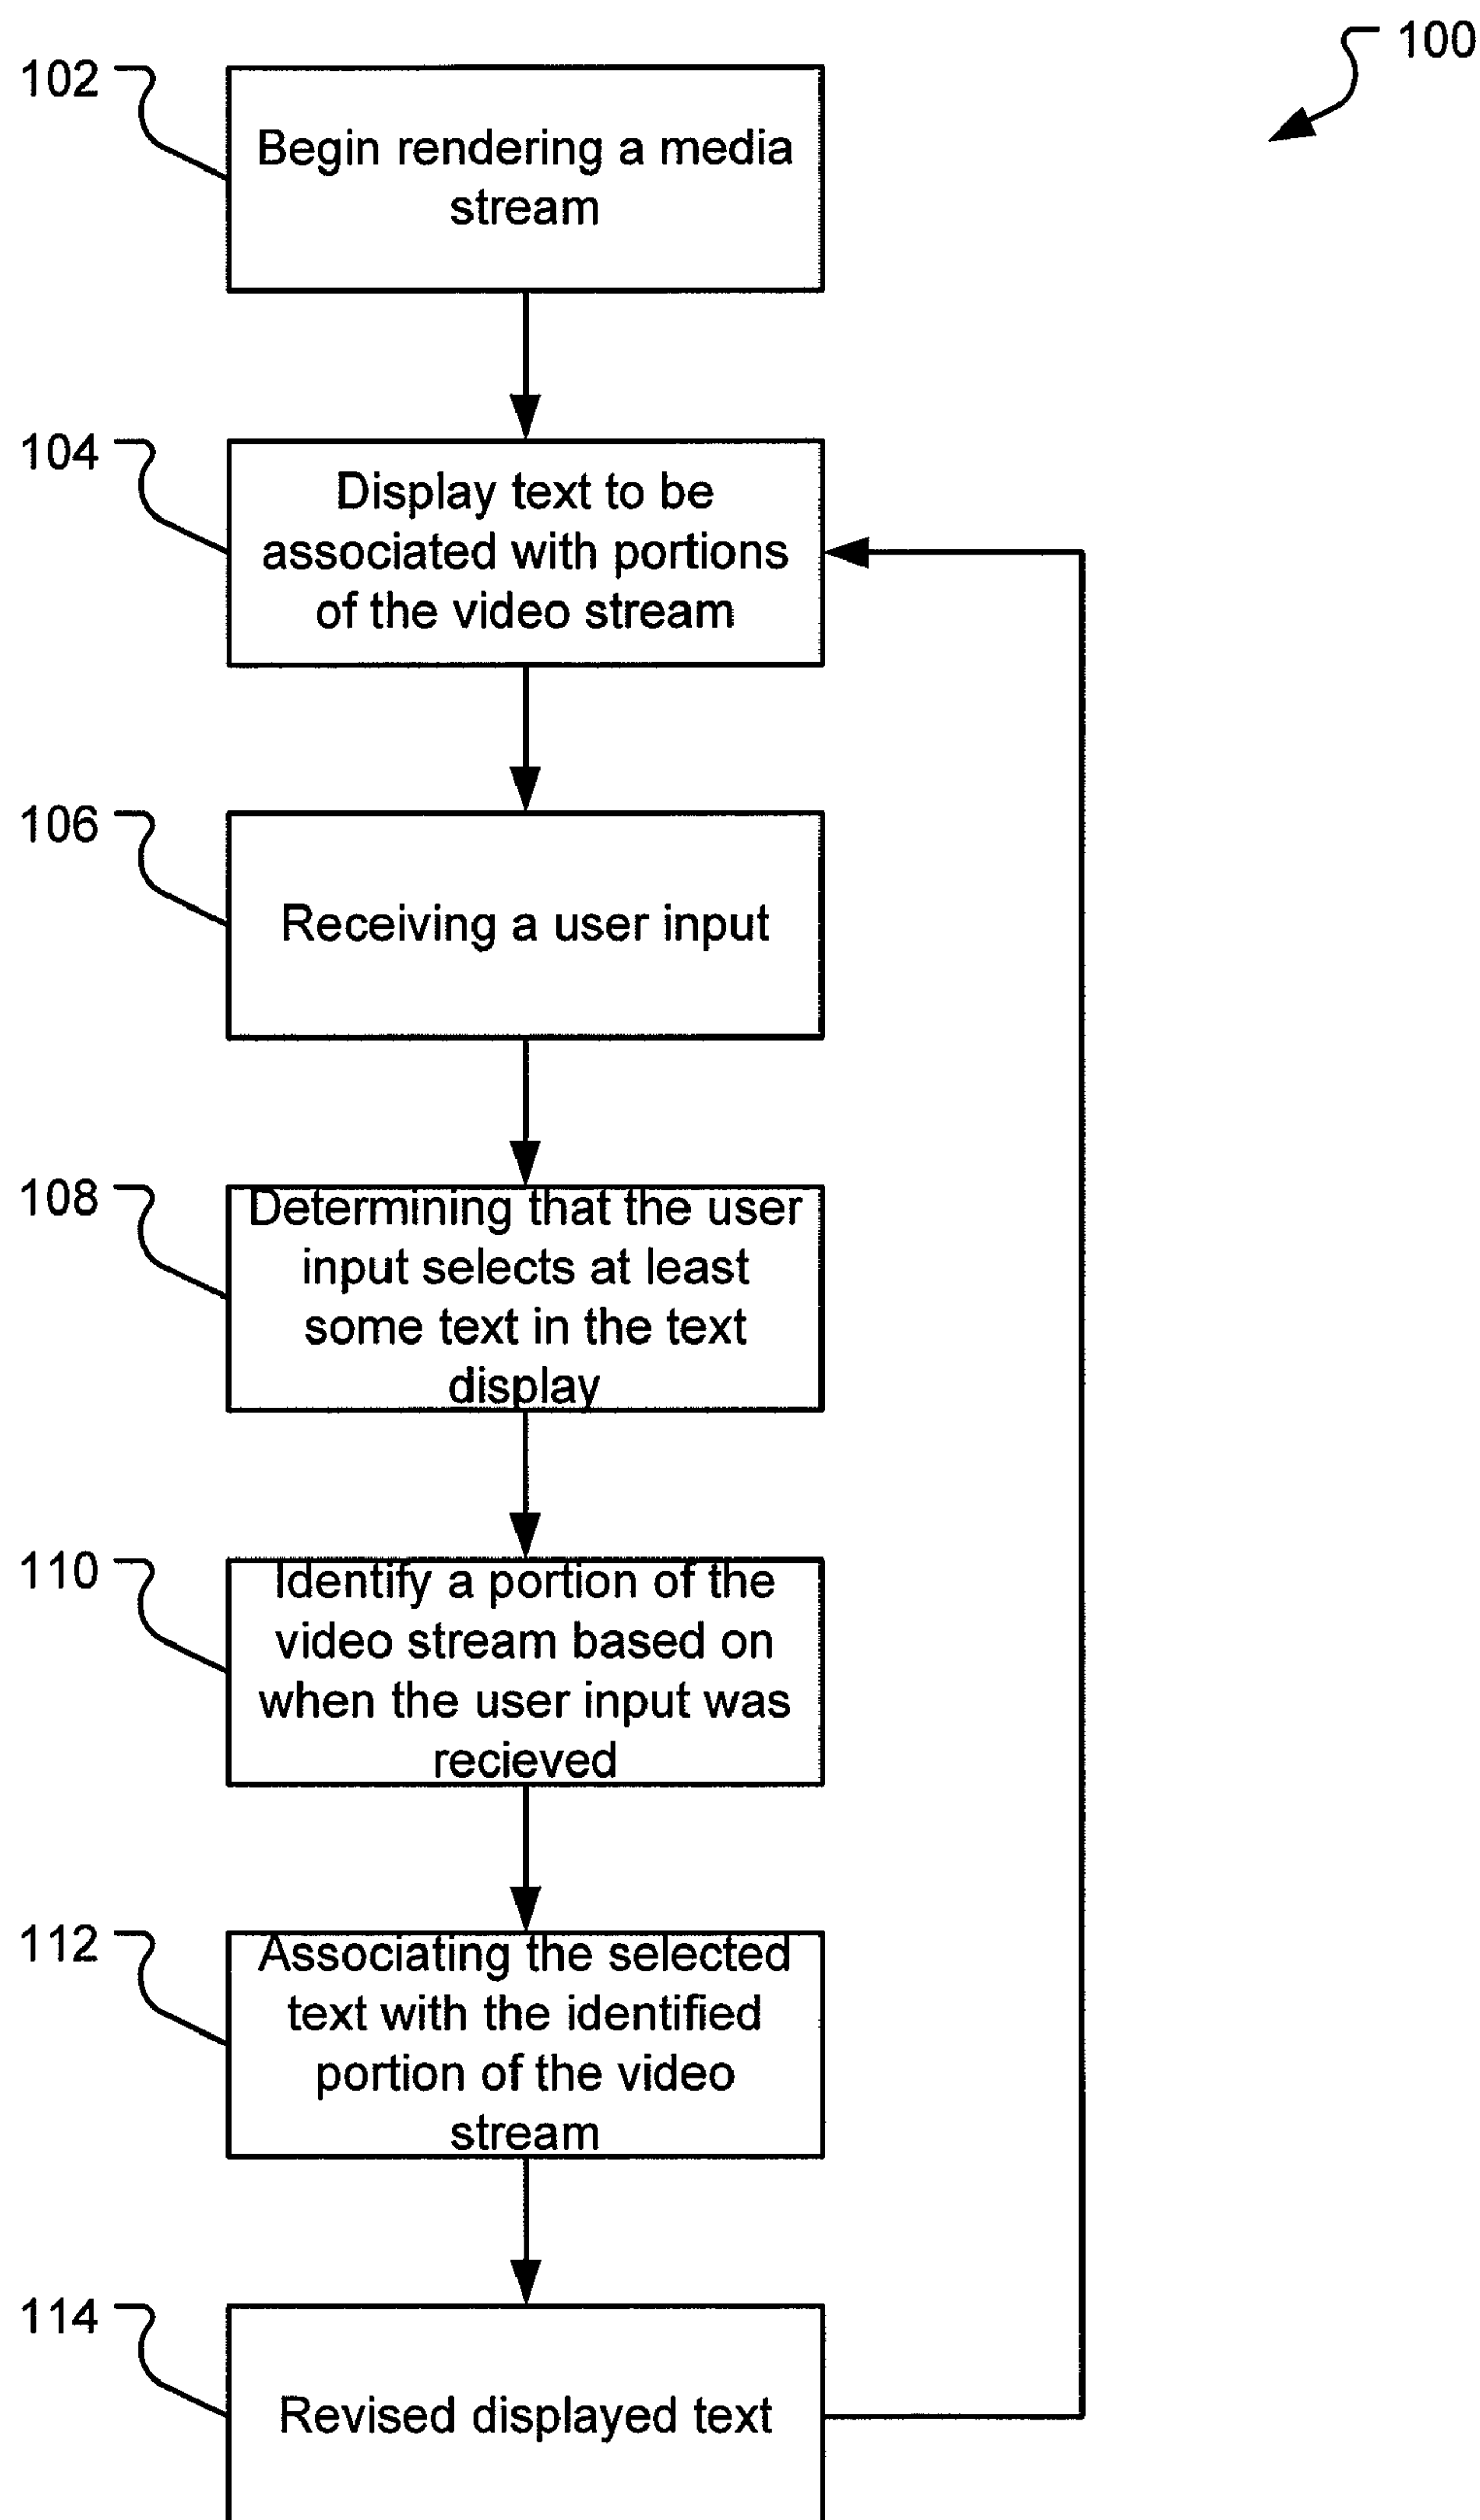 100
102
Begin rendering a media
stream
104
Display text to be
associated with portions
of the video stream
106
Receiving a user input
108
Determining that the user
input selects at least
some text in the text
display
110
Identify a portion of the
video stream based on
when the user input was
recieved
112
Associating the selected
text with the identified
portion of the video
stream
114
Revised displayed text